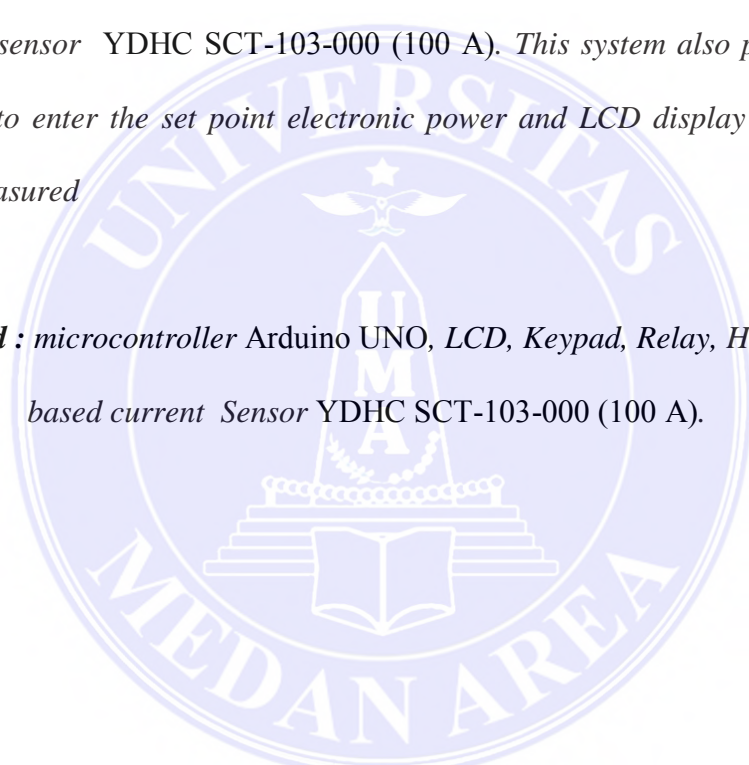 sensor YDHC SCT-103-000 (100 A). This system also p
to enter the set point electronic power and LCD display
asured
d : microcontroller Arduino UNO, LCD, Keypad, Relay, H
based current Sensor YDHC SCT-103-000 (100 A).
UNIVERSITAS
UMA
MEDAN AREA